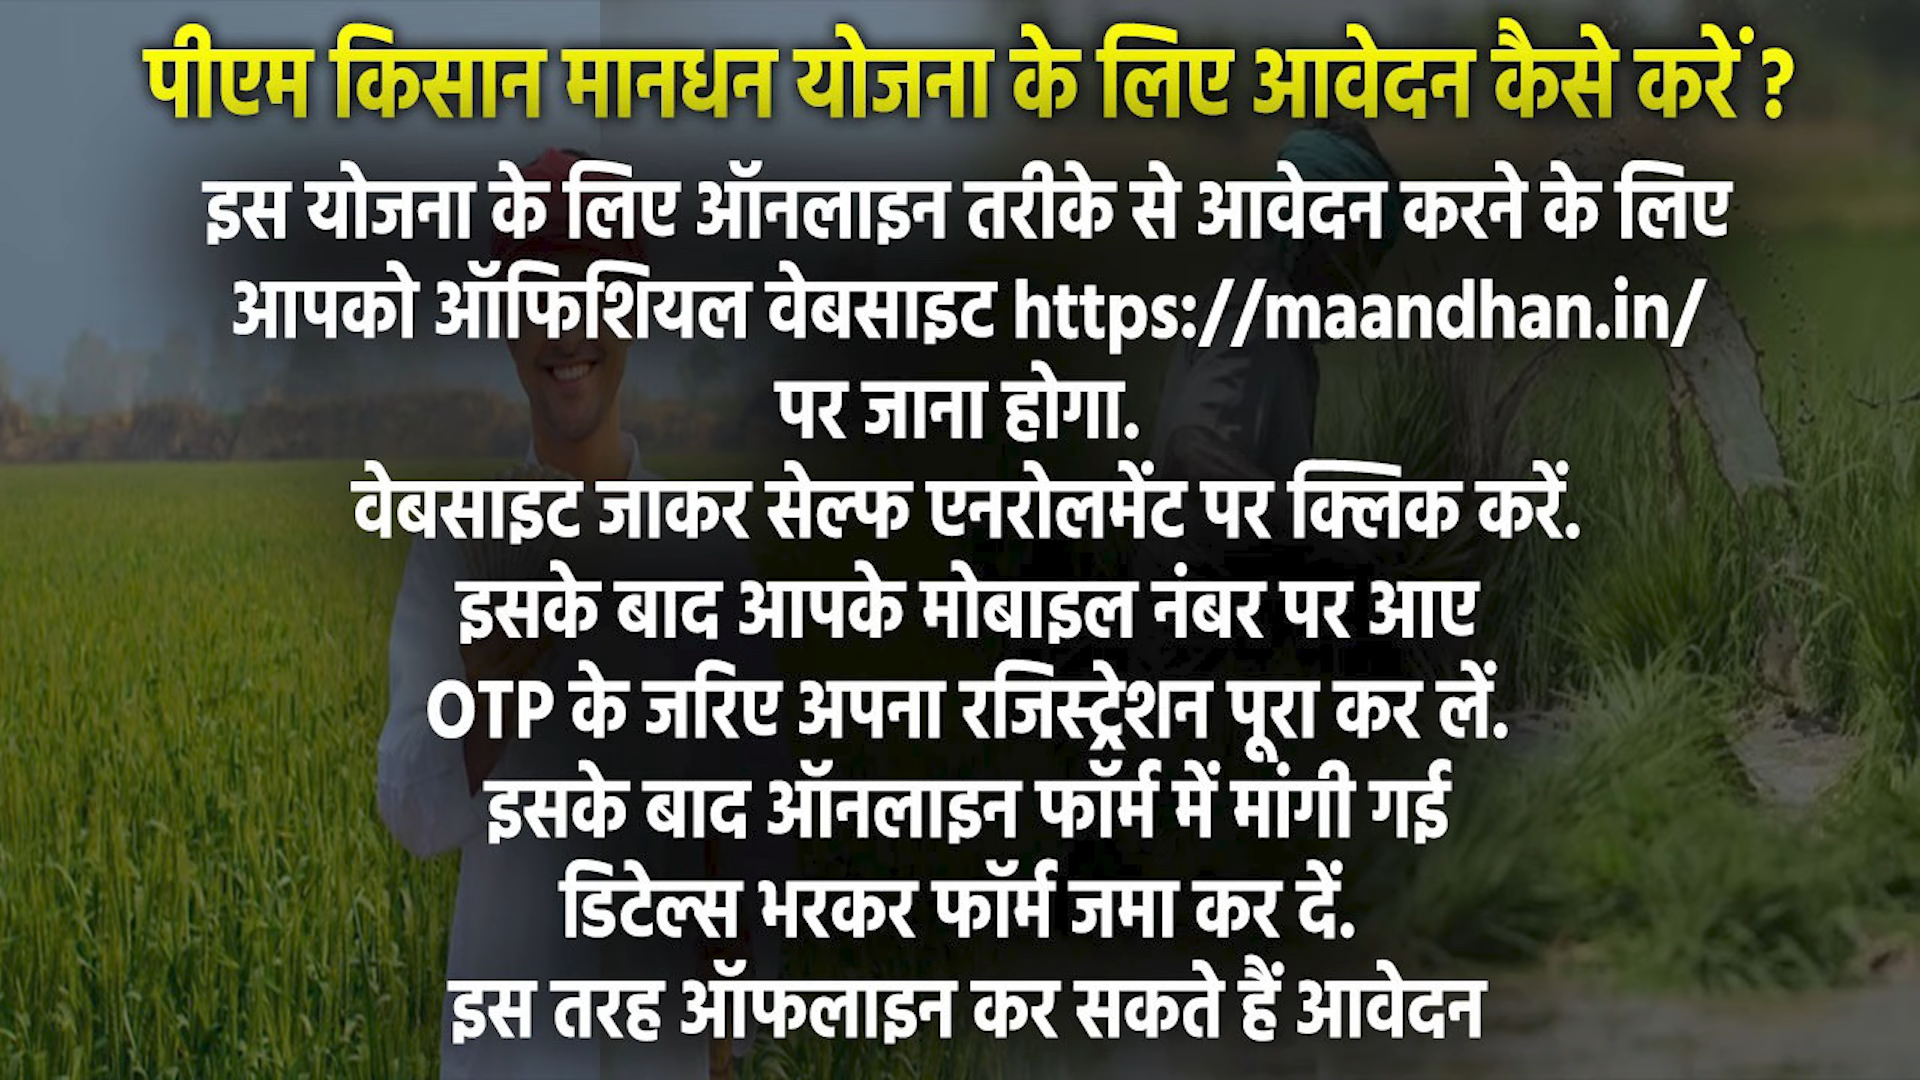 पीएम किसान मानधन योजना के लिए आवेदन कैसे करें ?
इस योजना के लिए ऑनलाइन तरीके से आवेदन करने के लिए
आपको ऑफिशियल वेबसाइट https://maandhan.in/
पर जाना होगा.
वेबसाइट जाकर सेल्फ एनरोलमेंट पर क्लिक करें.
इसके बाद आपके मोबाइल नंबर पर आए
OTP के जरिए अपना रजिस्ट्रेशन पूरा कर लें.
इसके बाद ऑनलाइन फॉर्म में मांगी गई
डिटेल्स भरकर फॉर्म जमा कर दें.
इस तरह ऑफलाइन कर सकते हैं आवेदन